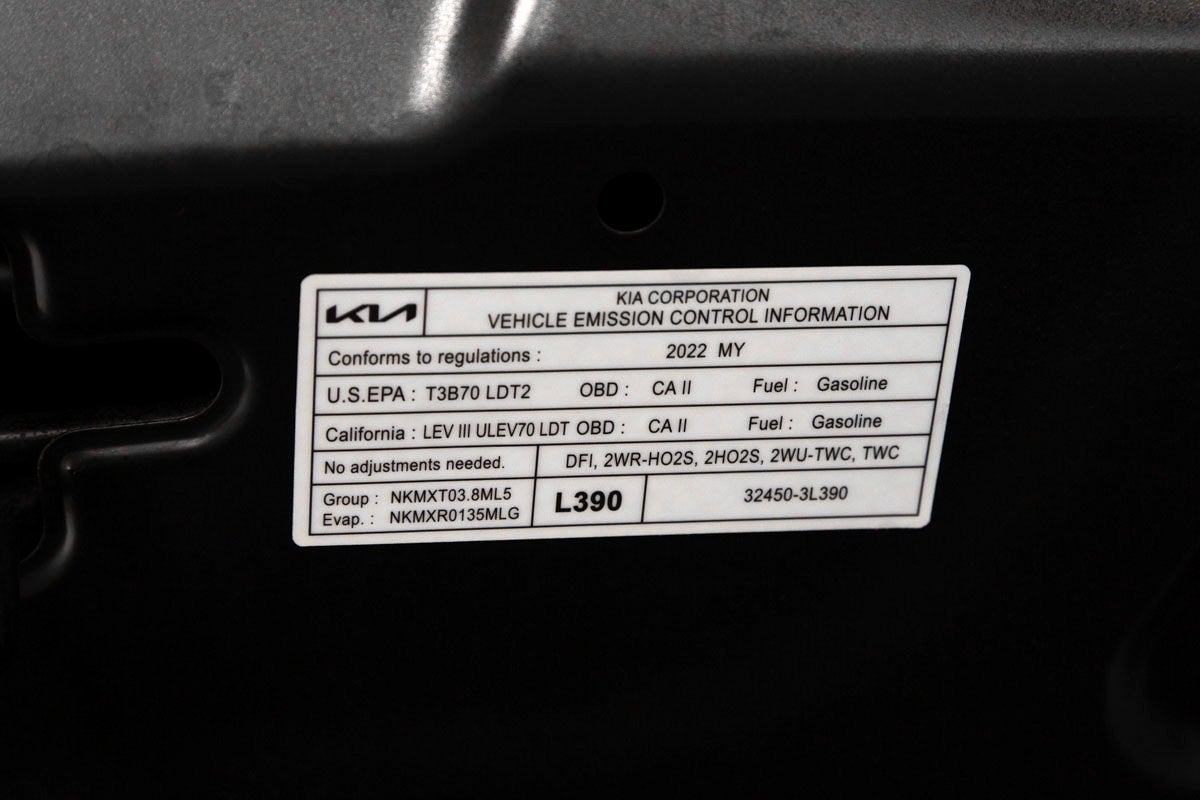 KIA
KIA CORPORATION
VEHICLE EMISSION CONTROL INFORMATION
Conforms to regulations : 2022 MY
U.S.EPA : T3B70 LDT2 OBD : CA II Fuel : Gasoline
California : LEV III ULEV70 LDT OBD : CA II Fuel : Gasoline
No adjustments needed. DFI, 2WR-HO2S, 2HO2S, 2WU-TWC, TWC
Group : NKMXT03.8ML5
Evap. : NKMXR0135MLG
L390
32450-3L390